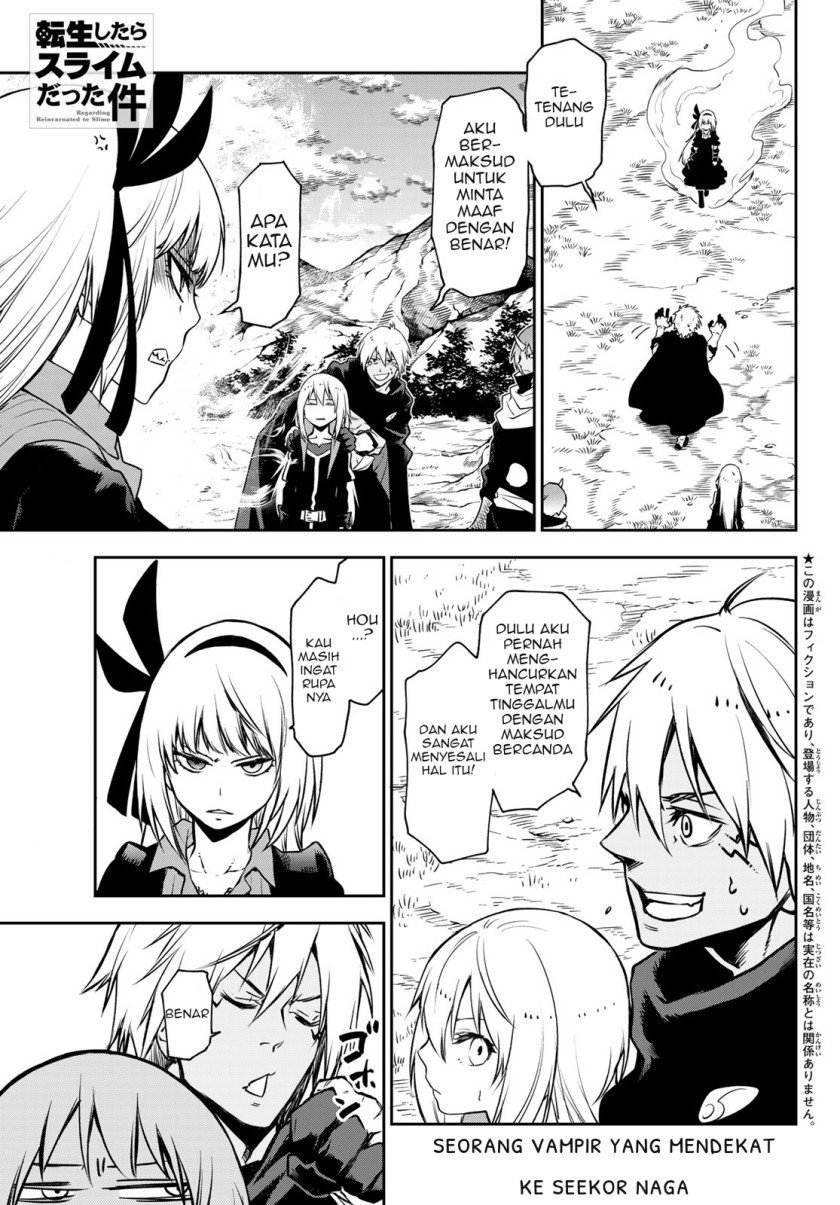 転生したら
スライム
だった件
Regarding
Reincarnated to Slime
TE-
TENANG
DULU
AKU
BER-
MAKSUD
UNTUK
MINTA
MAAF
DENGAN
BENAR!
APA
KATA
MU?
DULU AKU
PERNAH
MENG-
HANCURKAN
TEMPAT
TINGGALMU
DENGAN
MAKSUD
BERCANDA
DAN AKU
SANGAT
MENYESALI
HAL ITU!
HOU
...?
KAU
MASIH
INGAT
RUPA
NYA
BENAR
ゴホン
SEORANG VAMPIR YANG MENDEKAT
KE SEEKOR NAGA
★この漫画はフィクションであり、登場する人物、団体、地名、国名等は実在の名称とは関係ありません。